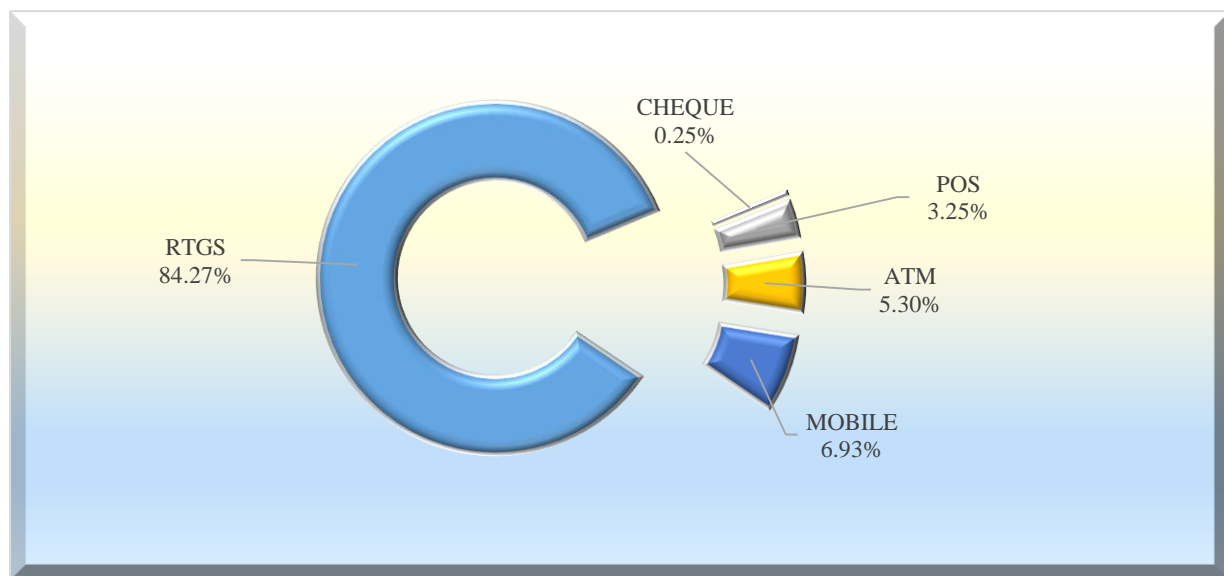 CHEQUE
0.25%
POS
3.25%
RTGS
84.27%
ATM
5.30%
MOBILE
6.93%